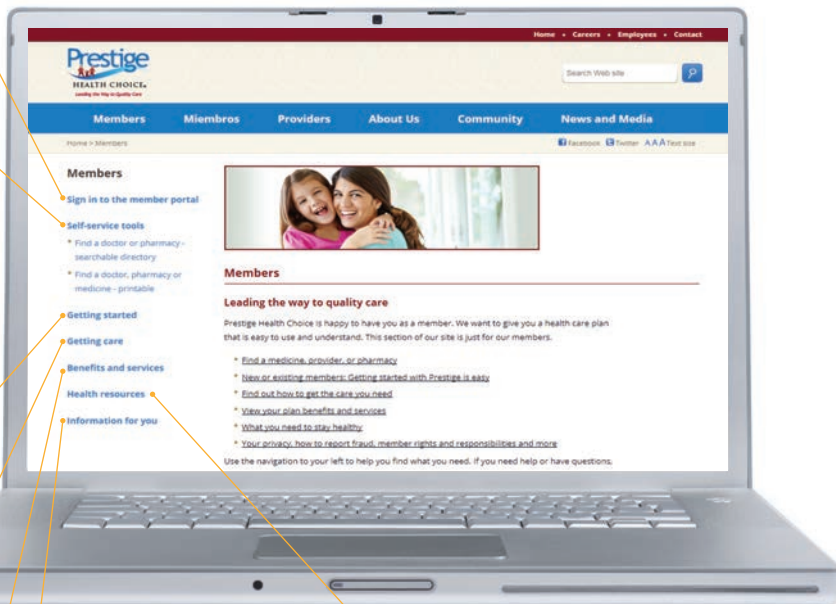 Home • Careers • Employees • Contact
Prestige
HEALTH CHOICE®
Leading the Way to Quality Care
Search Web site
Members Miembros Providers About Us Community News and Media
Home > Members
Facebook Twitter A A A Text size
Members
Sign in to the member portal
Self-service tools
• Find a doctor or pharmacy -
searchable directory
• Find a doctor, pharmacy or
medicine - printable
Getting started
Getting care
Benefits and services
Health resources
Information for you
Members
Leading the way to quality care
Prestige Health Choice is happy to have you as a member. We want to give you a health care plan
that is easy to use and understand. This section of our site is just for our members.
• Find a medicine, provider, or pharmacy
• New or existing members: Getting started with Prestige is easy
• Find out how to get the care you need
• View your plan benefits and services
• What you need to stay healthy
• Your privacy, how to report fraud, member rights and responsibilities and more
Use the navigation to your left to help you find what you need. If you need help or have questions,